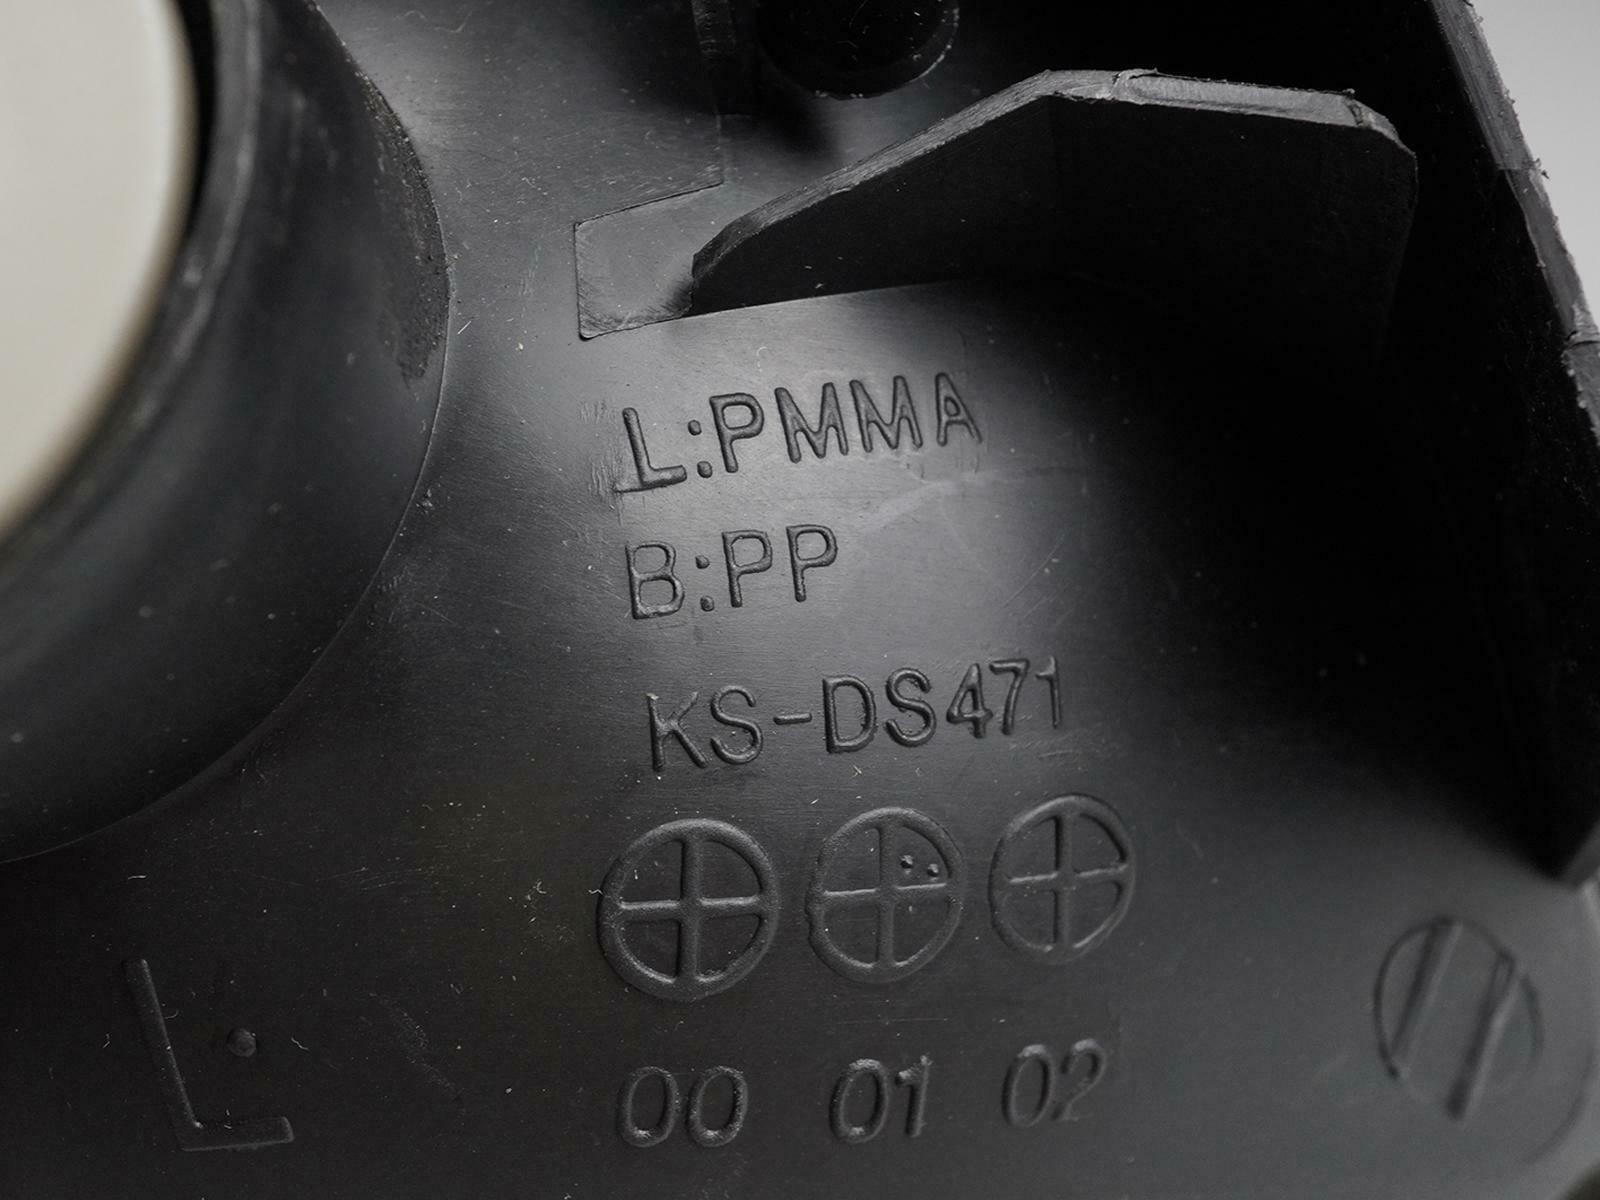 L:PMMA
B:PP
KS-DS471
00 01 02
L